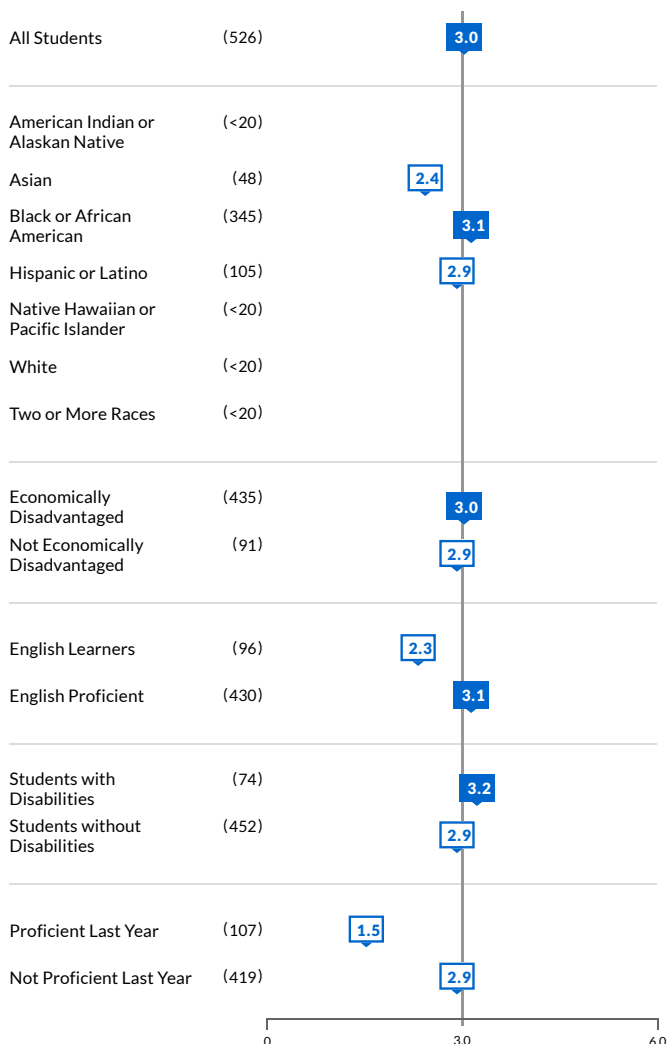 All Students (526) 3.0
American Indian or (<20)
Alaskan Native
Asian (48) 2.4
Black or African (345)
American 3.1
Hispanic or Latino (105) 2.9
Native Hawaiian or (<20)
Pacific Islander
White (<20)
Two or More Races (<20)
Economically (435)
Disadvantaged 3.0
Not Economically (91) 2.9
Disadvantaged
English Learners (96) 2.3
English Proficient (430) 3.1
Students with (74)
Disabilities 3.2
Students without (452) 2.9
Disabilities
Proficient Last Year (107) 1.5
Not Proficient Last Year (419) 2.9
0 3.0 6.0